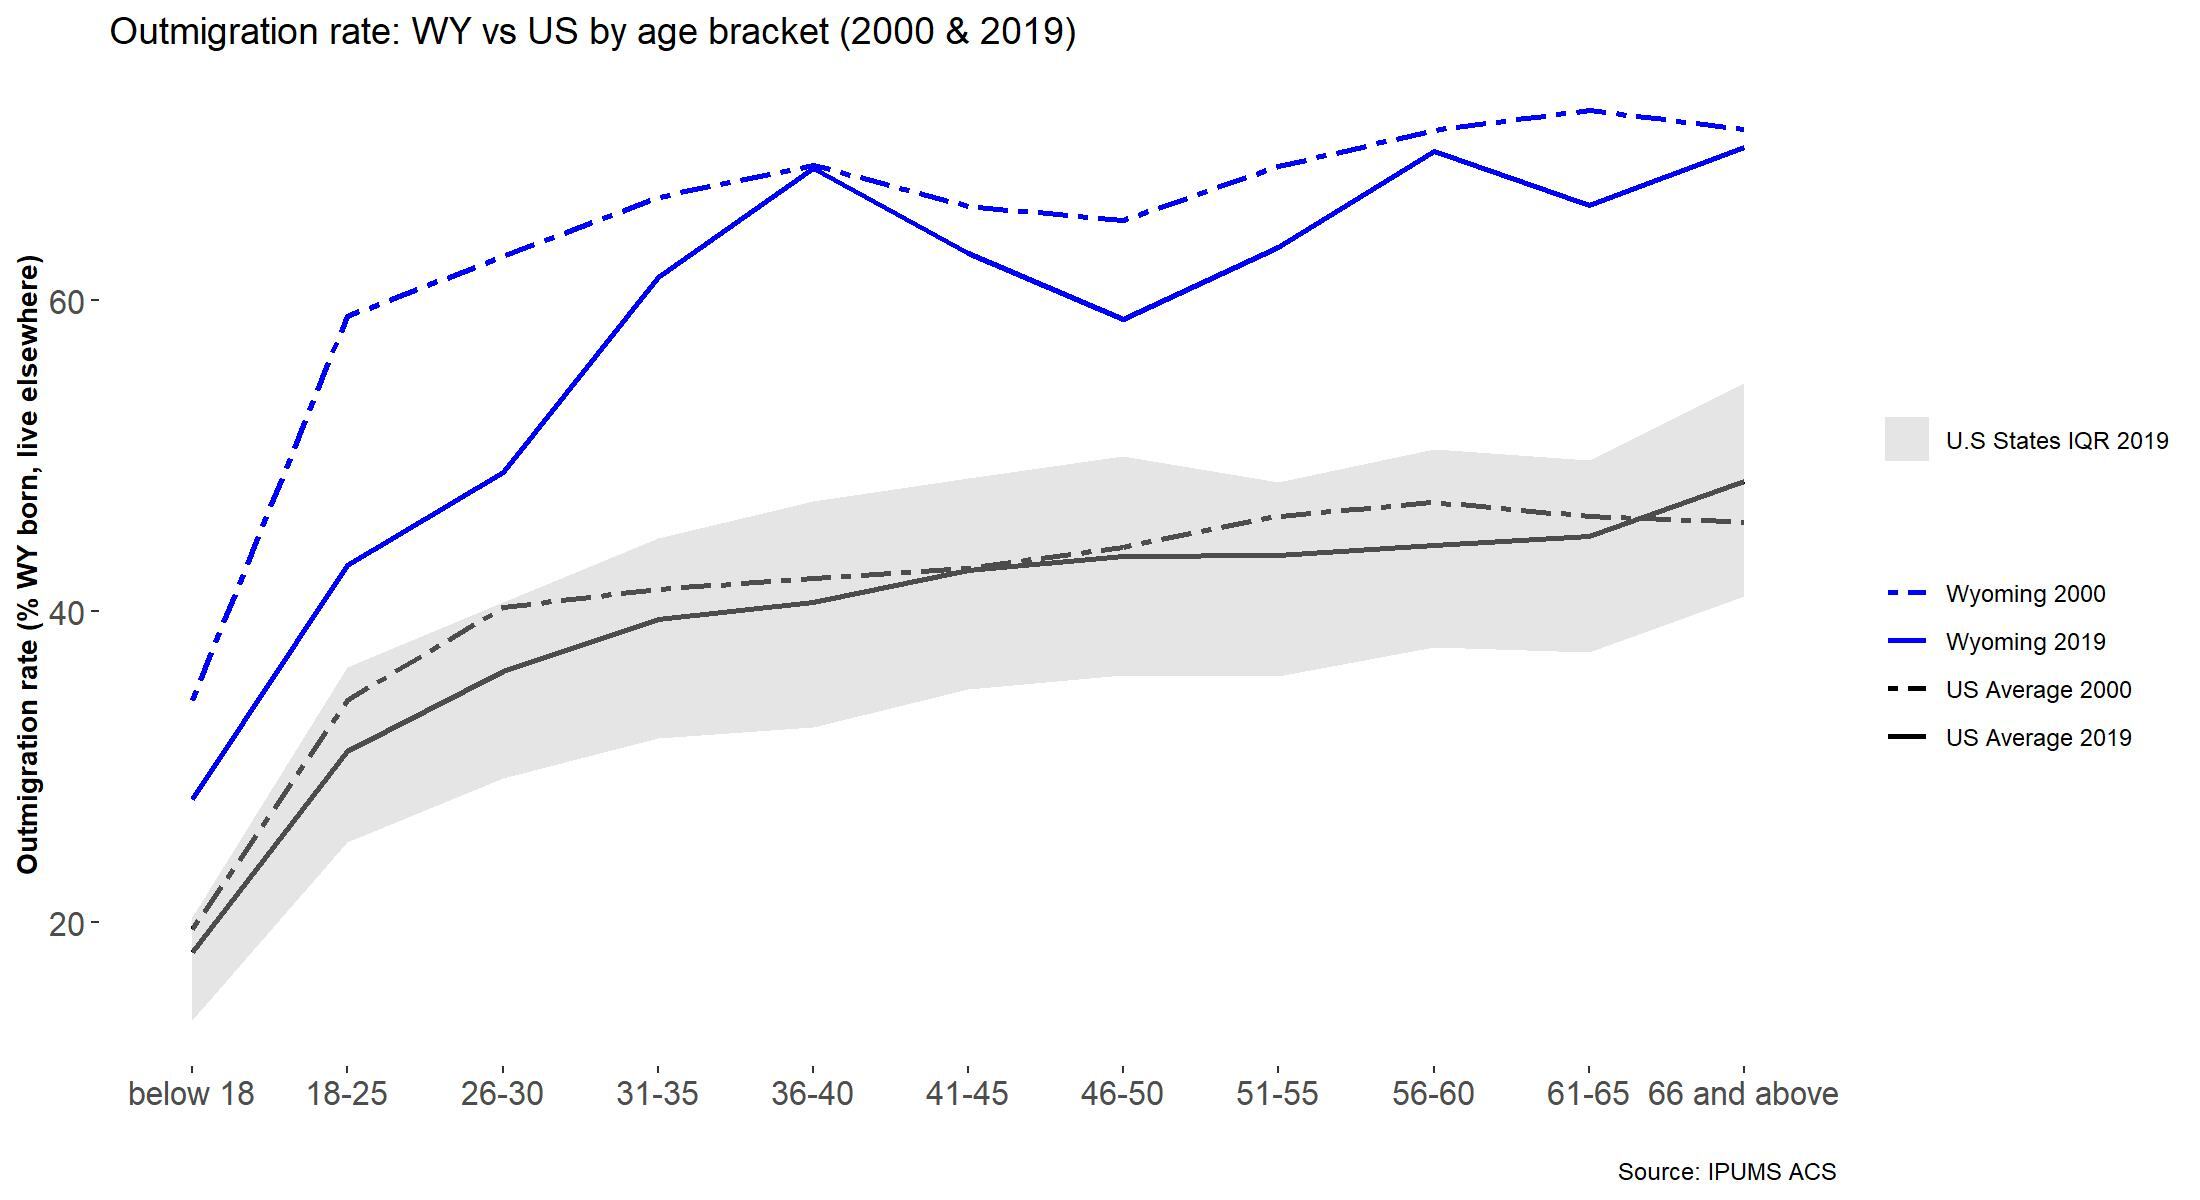 Outmigration rate: WY vs US by age bracket (2000 & 2019)
Outmigration rate (% WY born, live elsewhere)
60
40
20
below 18
18-25
26-30
31-35
36-40
41-45
46-50
51-55
56-60
61-65
66 and above
U.S States IQR 2019
Wyoming 2000
Wyoming 2019
US Average 2000
US Average 2019
Source: IPUMS ACS